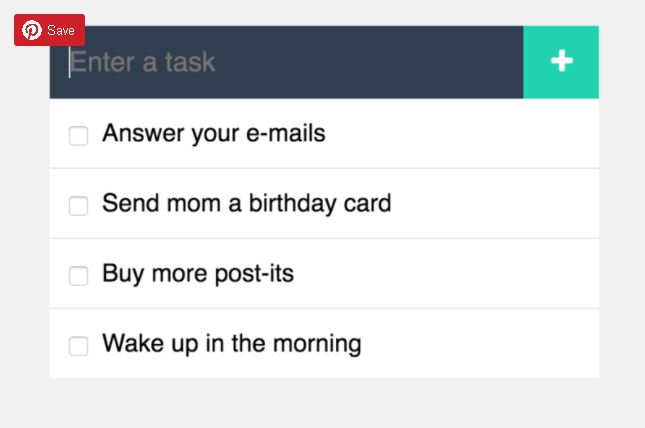 Save
Enter a task
Answer your e-mails
Send mom a birthday card
Buy more post-its
Wake up in the morning